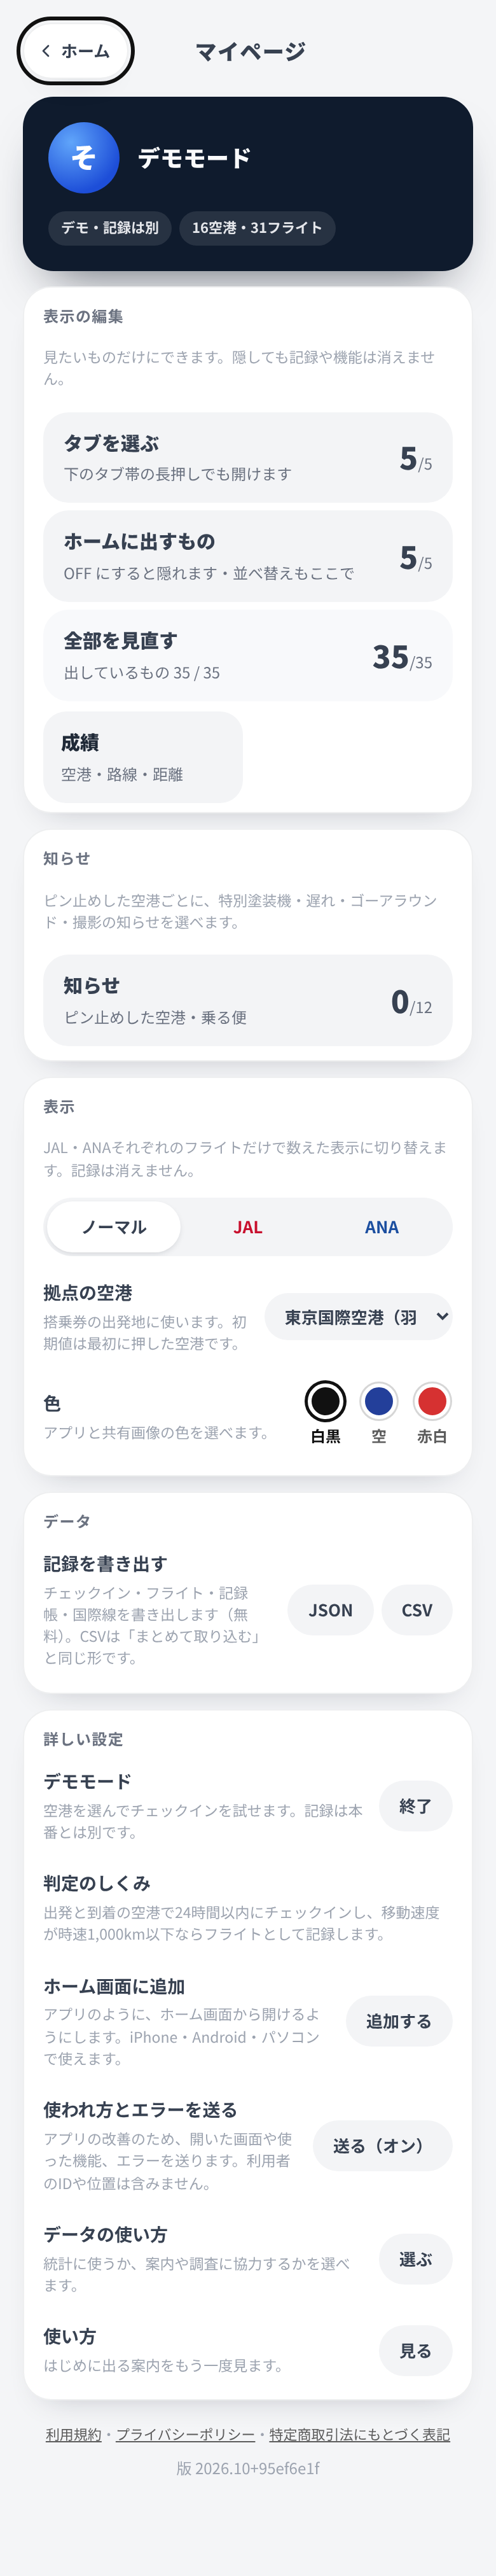 ホーム
マイページ
そ
デモモード
デモ・記録は別
16空港・31フライト
表示の編集
見たいものだけにできます。隠しても記録や機能は消えませ
ん。
タブを選ぶ
下のタブ帯の長押しでも開けます
5/5
ホームに出すもの
OFF にすると隠れます・並べ替えもここで
5/5
全部を見直す
出しているもの 35 / 35
35/35
成績
空港・路線・距離
知らせ
ピン止めした空港ごとに、特別塗装機・遅れ・ゴーアラウン
ド・撮影の知らせを選べます。
知らせ
ピン止めした空港・乗る便
0/12
表示
JAL・ANAそれぞれのフライトだけで数えた表示に切り替えま
す。記録は消えません。
ノーマル
JAL
ANA
拠点の空港
搭乗券の出発地に使います。初
期値は最初に押した空港です。
東京国際空港（羽
色
アプリと共有画像の色を選べます。
白黒
空
赤白
データ
記録を書き出す
チェックイン・フライト・記録
帳・国際線を書き出します（無
料）。CSVは「まとめて取り込む」
と同じ形です。
JSON
CSV
詳しい設定
デモモード
空港を選んでチェックインを試せます。記録は本
番とは別です。
終了
判定のしくみ
出発と到着の空港で24時間以内にチェックインし、移動速度
が時速1,000km以下ならフライトとして記録します。
ホーム画面に追加
アプリのように、ホーム画面から開けるよ
うにします。iPhone・Android・パソコン
で使えます。
追加する
使われ方とエラーを送る
アプリの改善のため、開いた画面や使
った機能、エラーを送ります。利用者
のIDや位置は含みません。
送る（オン）
データの使い方
統計に使うか、案内や調査に協力するかを選べ
ます。
選ぶ
使い方
はじめに出る案内をもう一度見ます。
見る
利用規約・プライバシーポリシー・特定商取引法にもとづく表記
版 2026.10+95ef6e1f